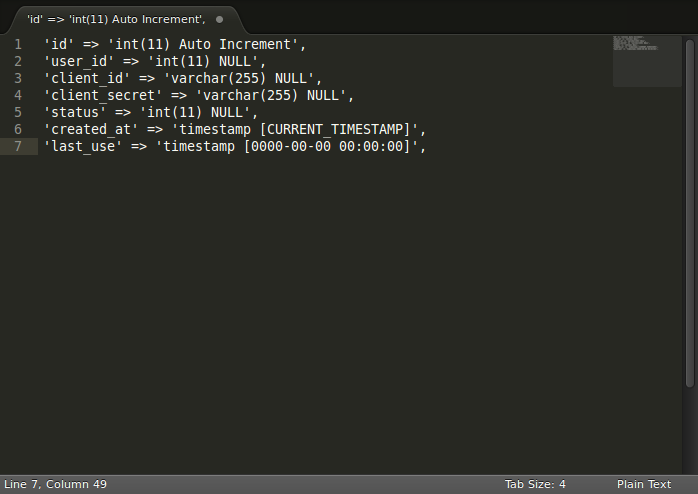 'id' => 'int(11) Auto Increment',
1 'id' => 'int(11) Auto Increment',
2 'user_id' => 'int(11) NULL',
3 'client_id' => 'varchar(255) NULL',
4 'client_secret' => 'varchar(255) NULL',
5 'status' => 'int(11) NULL',
6 'created_at' => 'timestamp [CURRENT_TIMESTAMP]',
7 'last_use' => 'timestamp [0000-00-00 00:00:00]',
Line 7, Column 49 Tab Size: 4 Plain Text